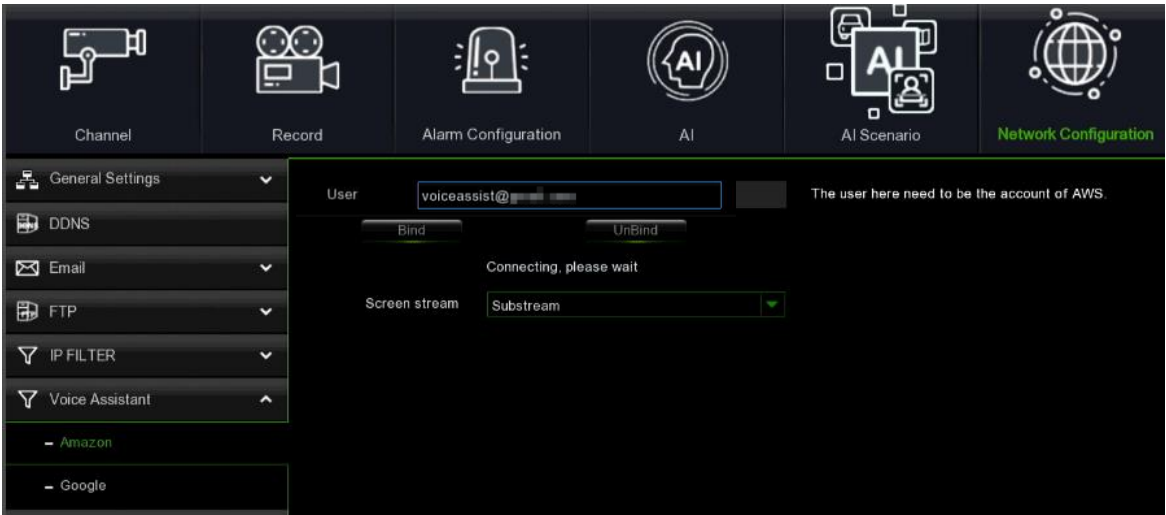 AI
AI
Channel
Record
Alarm Configuration
AI
AI Scenario
Network Configuration
General Settings
User
voiceassist@
The user here need to be the account of AWS.
DDNS
Bind
UnBind
Email
Connecting, please wait
FTP
Screen stream
Substream
IP FILTER
Voice Assistant
Amazon
Google